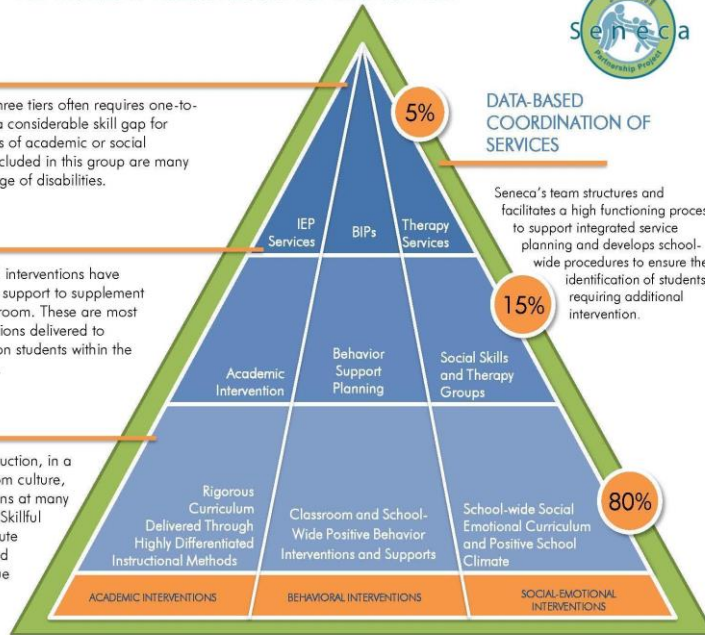 Seneca
Partnership Project
hree tiers often requires one-to-
a considerable skill gap for
s of academic or social
cluded in this group are many
ge of disabilities.
5%
DATA-BASED
COORDINATION OF
SERVICES
Seneca's team structures and
facilitates a high functioning proces
to support integrated service
planning and develops school-
wide procedures to ensure the
identification of students
requiring additional
intervention.
IEP
Services
BIPs
Therapy
Services
interventions have
support to supplement
room. These are most
ions delivered to
on students within the
15%
Academic
Intervention
Behavior
Support
Planning
Social Skills
and Therapy
Groups
uction, in a
om culture,
ns at many
Skillful
ute
d
ue
80%
Rigorous
Curriculum
Delivered Through
Highly Differentiated
Instructional Methods
Classroom and School-
Wide Positive Behavior
Interventions and Supports
School-wide Social
Emotional Curriculum
and Positive School
Climate
ACADEMIC INTERVENTIONS
BEHAVIORAL INTERVENTIONS
SOCIAL-EMOTIONAL
INTERVENTIONS